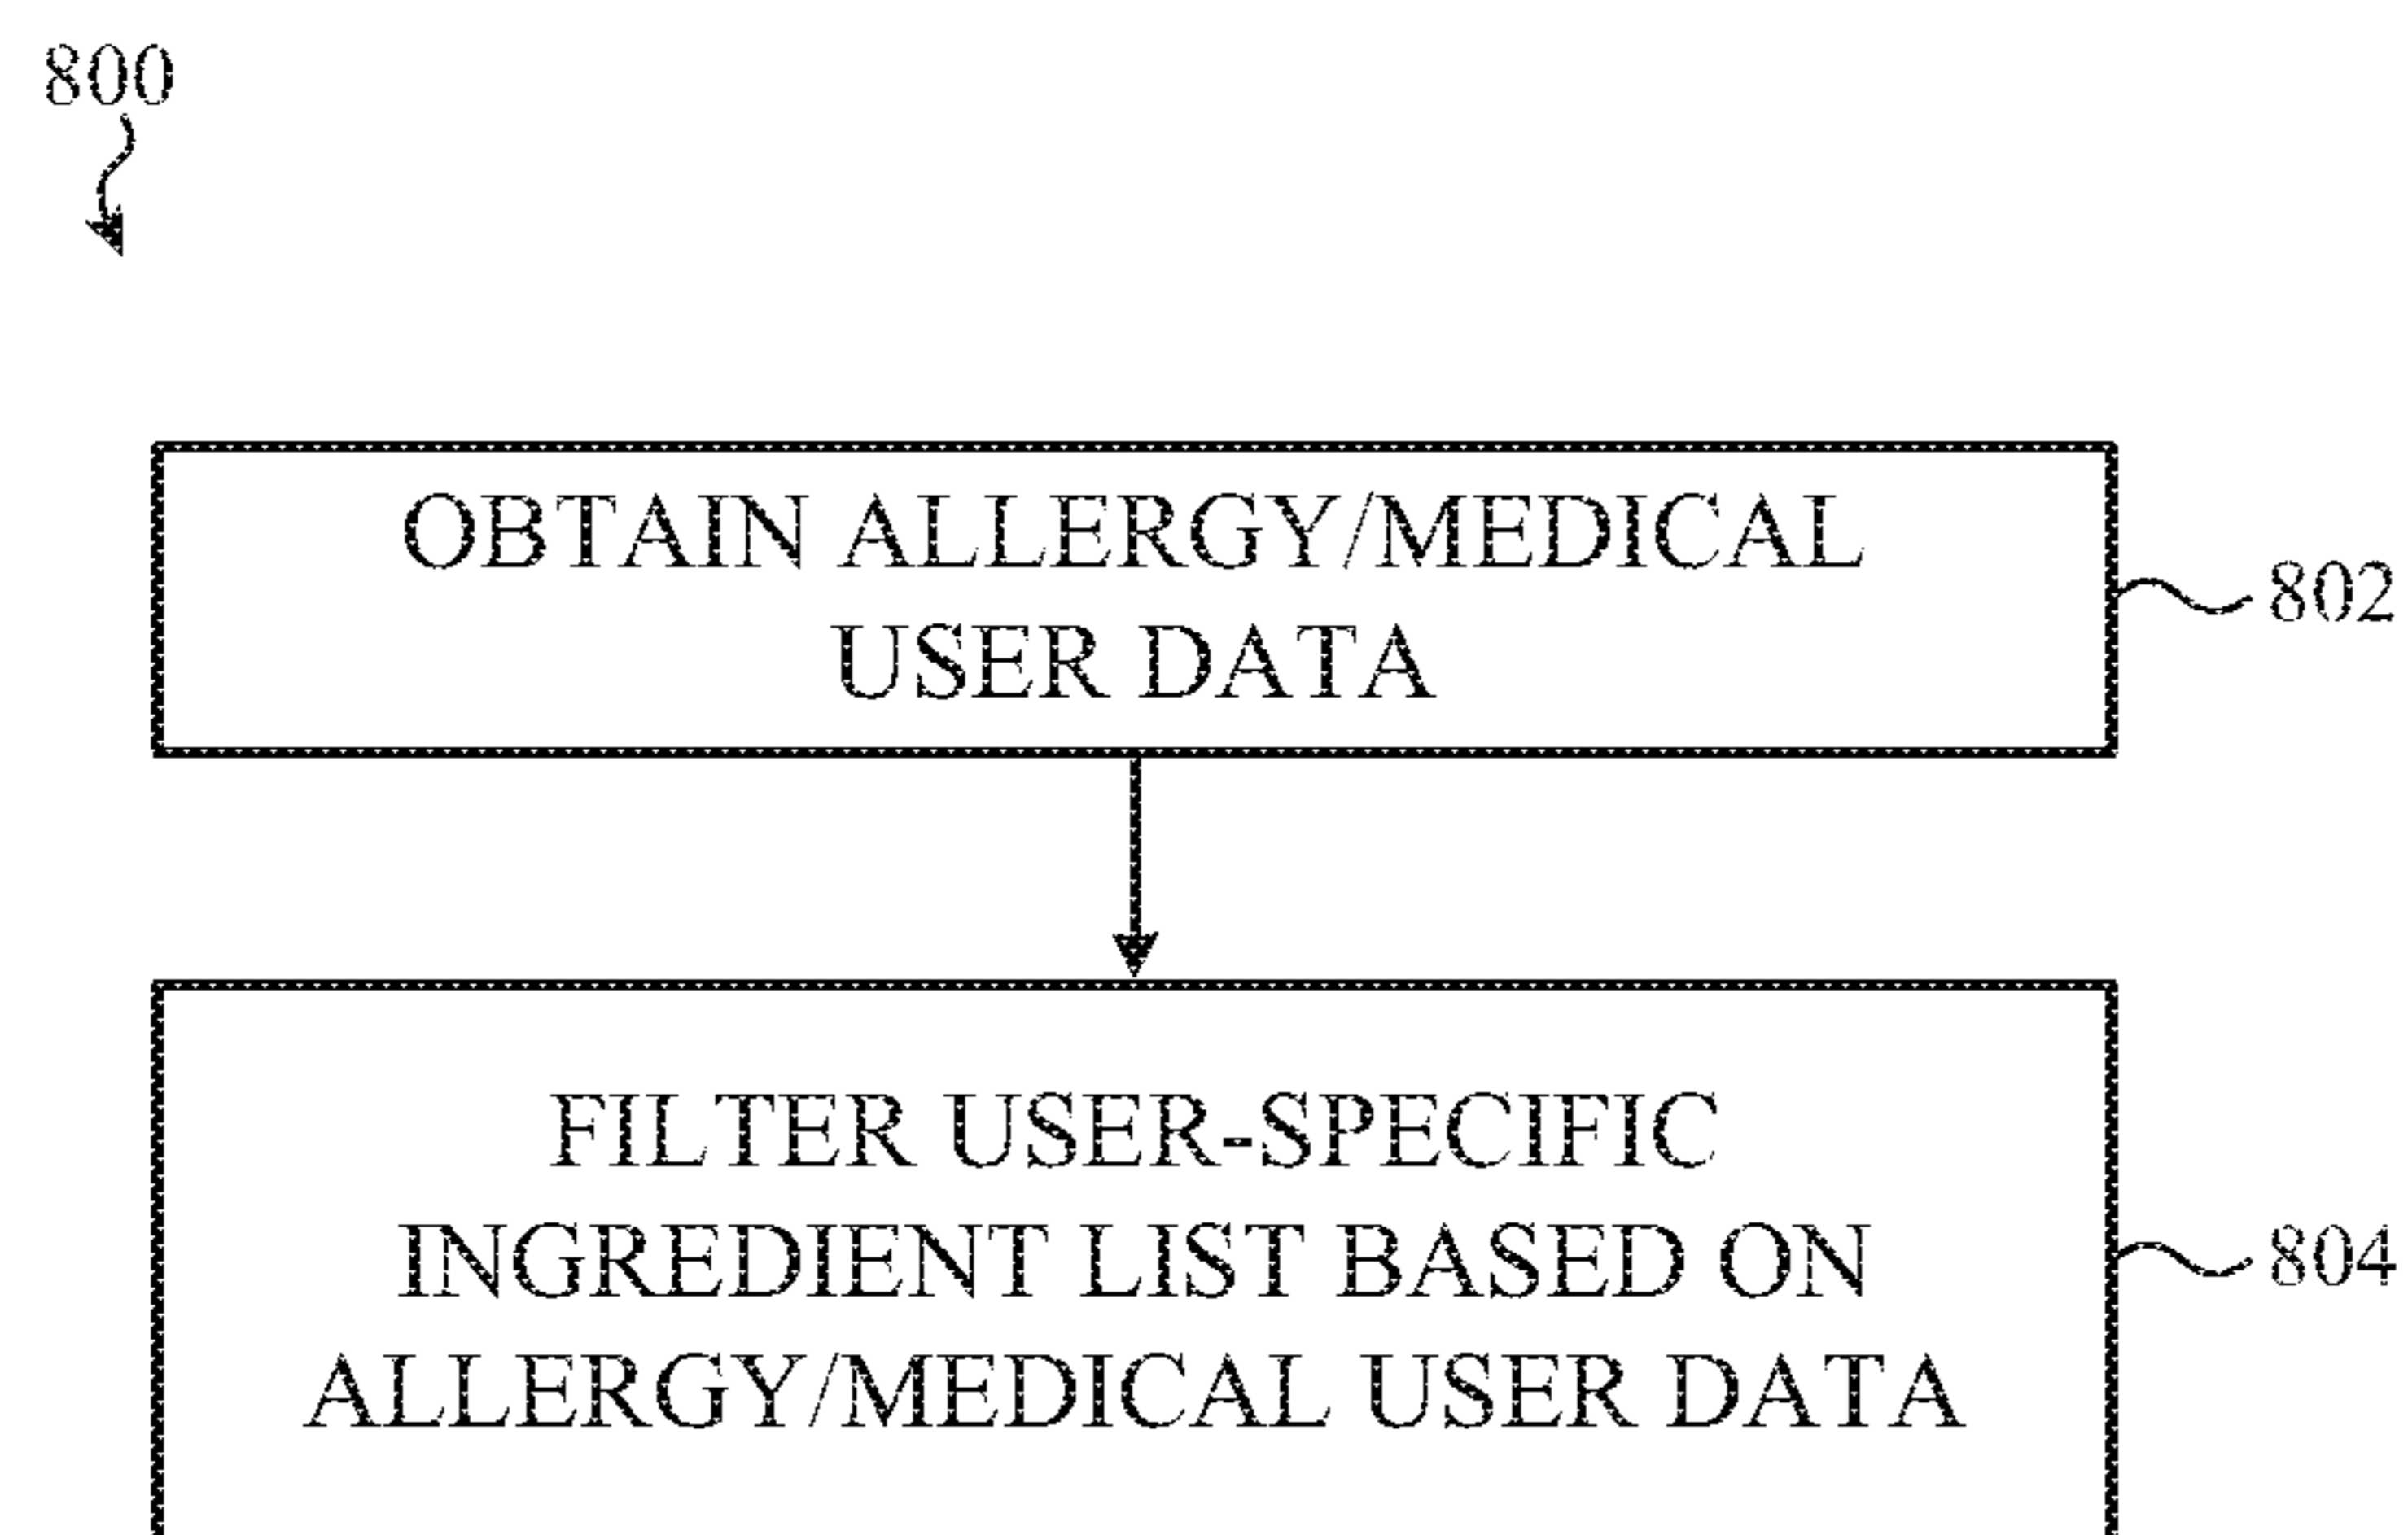 800
OBTAIN ALLERGY/MEDICAL
USER DATA
802
FILTER USER-SPECIFIC
INGREDIENT LIST BASED ON
ALLERGY/MEDICAL USER DATA
804